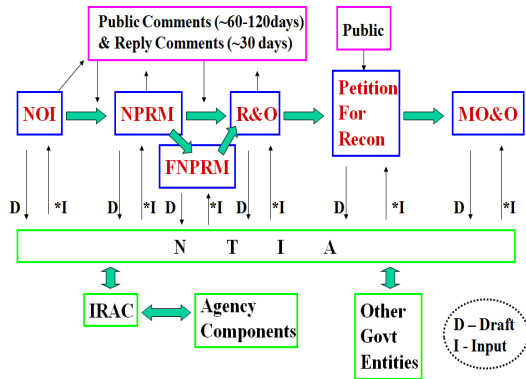 Public Comments (~60-120days)
& Reply Comments (~30 days)
Public
NOI
NPRM
R&O
Petition
For
Recon
MO&O
FNPRM
D *I D *I D *I D *I D *I D *I
N T I A
IRAC
Agency
Components
Other
Govt
Entities
D – Draft
I - Input